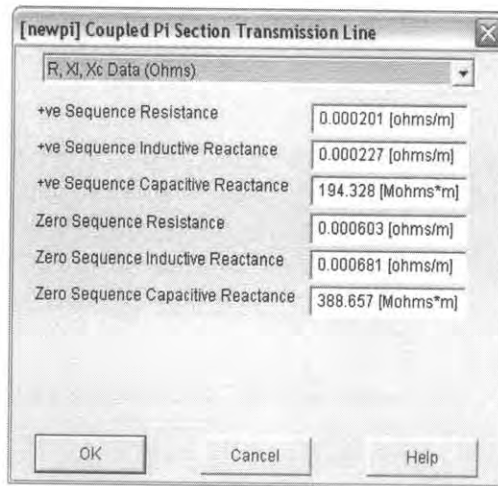 [newpi] Coupled Pi Section Transmission Line
R, Xl, Xc Data (Ohms)
+ve Sequence Resistance 0.000201 [ohms/m]
+ve Sequence Inductive Reactance 0.000227 [ohms/m]
+ve Sequence Capacitive Reactance 194.328 [Mohms*m]
Zero Sequence Resistance 0.000603 [ohms/m]
Zero Sequence Inductive Reactance 0.000681 [ohms/m]
Zero Sequence Capacitive Reactance 388.657 [Mohms*m]
OK Cancel Help